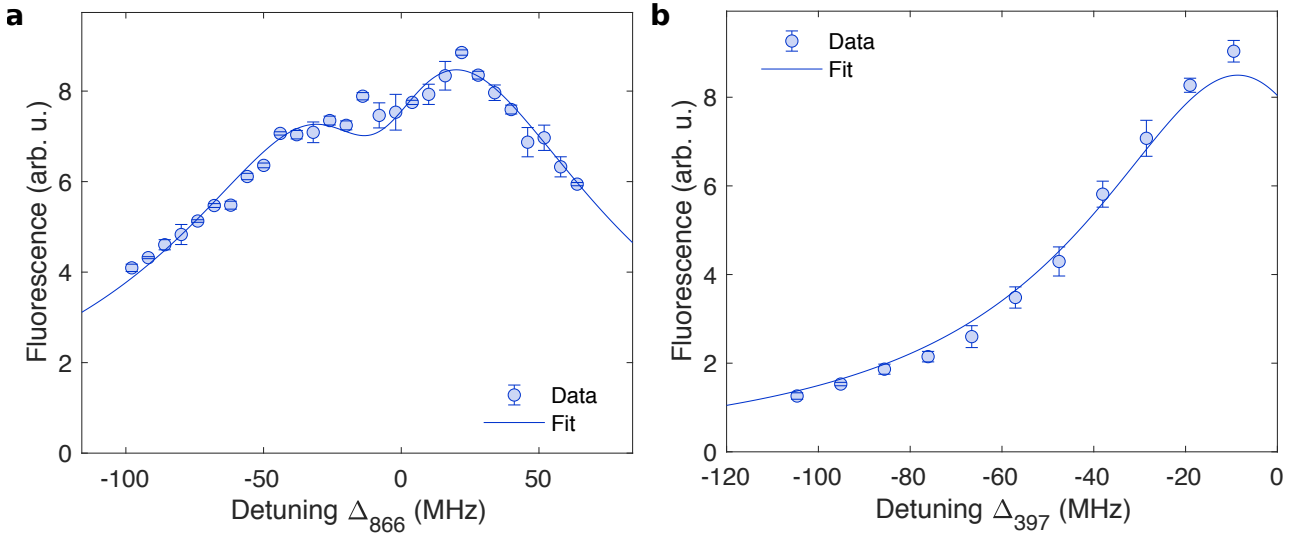 a
Fluorescence (arb. u.)
8
6
4
2
0
-100
-50
0
50
Detuning Δ866 (MHz)
Data
Fit
b
Fluorescence (arb. u.)
8
6
4
2
0
-120
-100
-80
-60
-40
-20
0
Detuning Δ397 (MHz)
Data
Fit